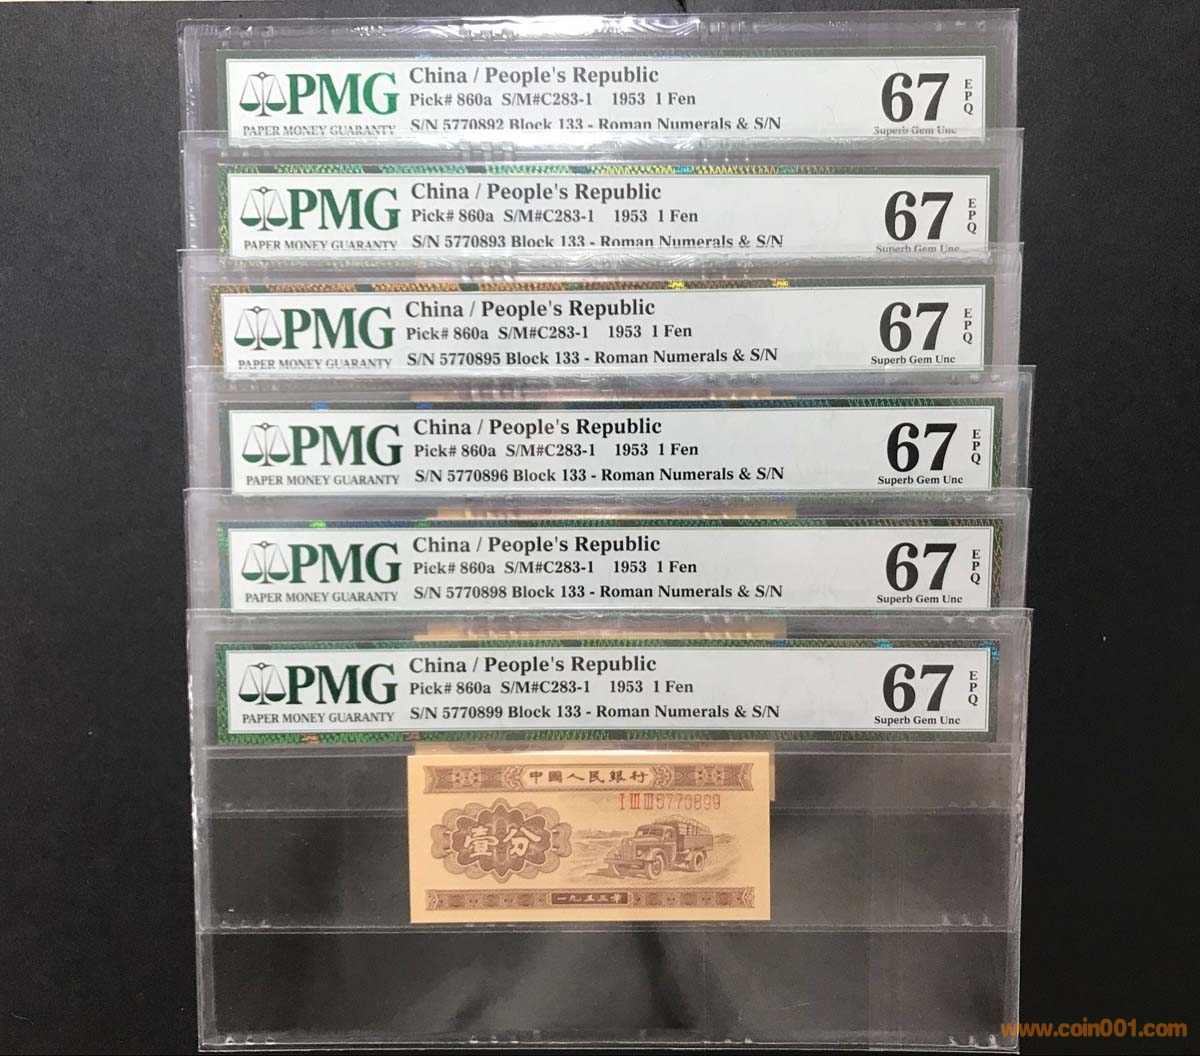 PMG
PAPER MONEY GUARANTY
China / People's Republic
Pick# 860a S/M#C283-1 1953 1 Fen
S/N 5770892 Block 133 - Roman Numerals & S/N
67 EPQ
Superb Gem Unc
PMG
PAPER MONEY GUARANTY
China / People's Republic
Pick# 860a S/M#C283-1 1953 1 Fen
S/N 5770893 Block 133 - Roman Numerals & S/N
67 EPQ
Superb Gem Unc
PMG
PAPER MONEY GUARANTY
China / People's Republic
Pick# 860a S/M#C283-1 1953 1 Fen
S/N 5770895 Block 133 - Roman Numerals & S/N
67 EPQ
Superb Gem Unc
PMG
PAPER MONEY GUARANTY
China / People's Republic
Pick# 860a S/M#C283-1 1953 1 Fen
S/N 5770896 Block 133 - Roman Numerals & S/N
67 EPQ
Superb Gem Unc
PMG
PAPER MONEY GUARANTY
China / People's Republic
Pick# 860a S/M#C283-1 1953 1 Fen
S/N 5770898 Block 133 - Roman Numerals & S/N
67 EPQ
Superb Gem Unc
PMG
PAPER MONEY GUARANTY
China / People's Republic
Pick# 860a S/M#C283-1 1953 1 Fen
S/N 5770899 Block 133 - Roman Numerals & S/N
67 EPQ
Superb Gem Unc
中國人民銀行
I III III 5770899
壹分
一九五三年
www.coin001.com